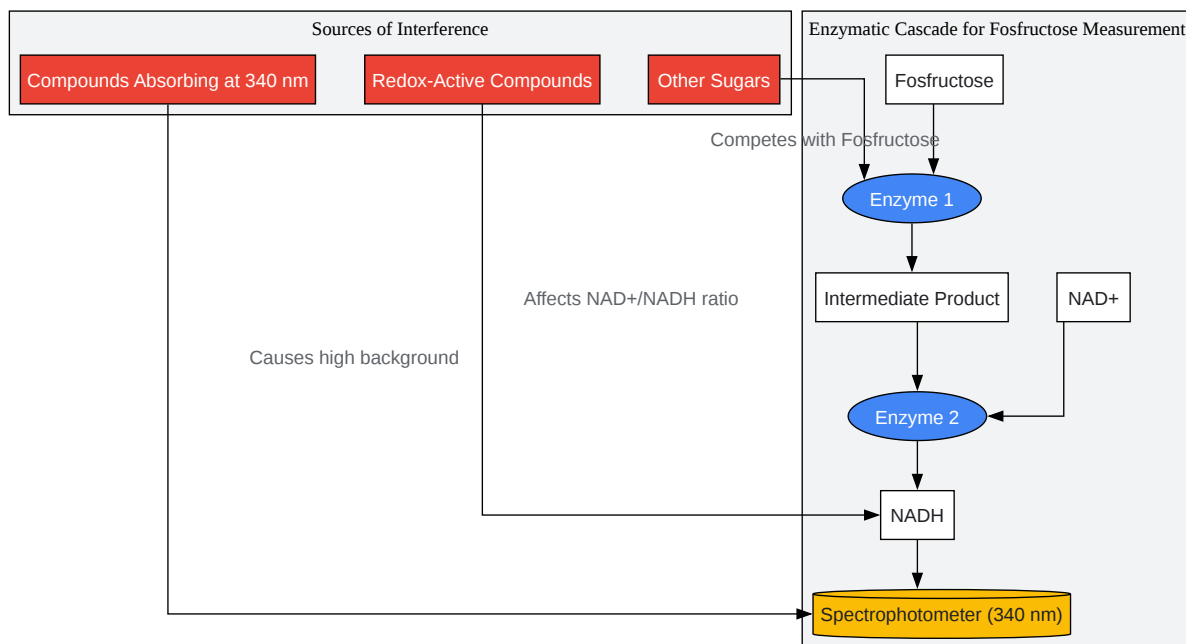 Sources of Interference
Enzymatic Cascade for Fosfructose Measurement
Compounds Absorbing at 340 nm
Redox-Active Compounds
Other Sugars
Fosfructose
Competes with Fosfructose
Enzyme 1
Intermediate Product
NAD+
Affects NAD+/NADH ratio
Causes high background
Enzyme 2
NADH
Spectrophotometer (340 nm)